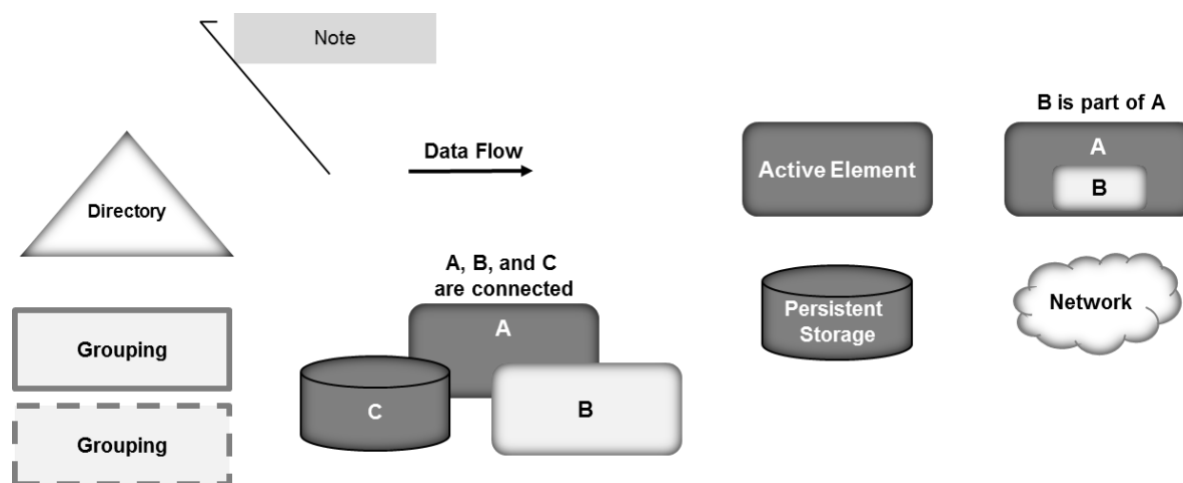 Note
B is part of A
Data Flow
Active Element
A
B
Directory
A, B, and C
are connected
Persistent
Storage
Network
A
Grouping
C
B
Grouping